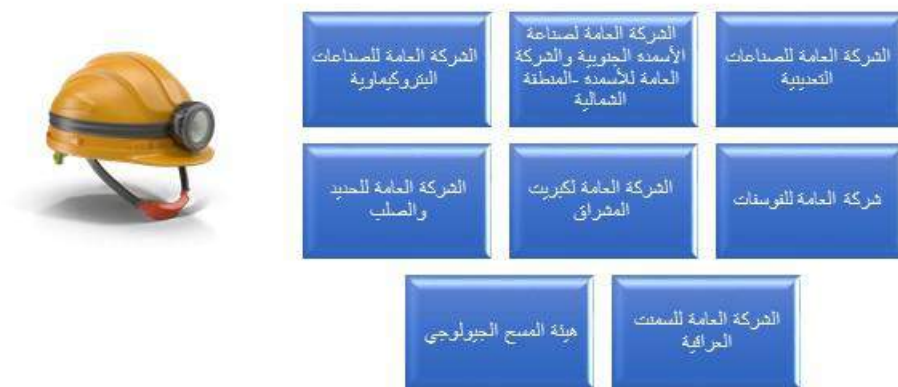 الشركة العامة للصناعات
التعدينية
الشركة العامة لصناعة
الأسمده الجنوبية والشركة
العامة للأسمده -المنطقة
الشمالية
الشركة العامة للصناعات
البتروكيماوية
شركة العامة للفوسفات
الشركة العامة لكبريت
المشراق
الشركة العامة للحديد
والصلب
الشركة العامة للسمنت
العراقية
هيئة المسح الجيولوجي